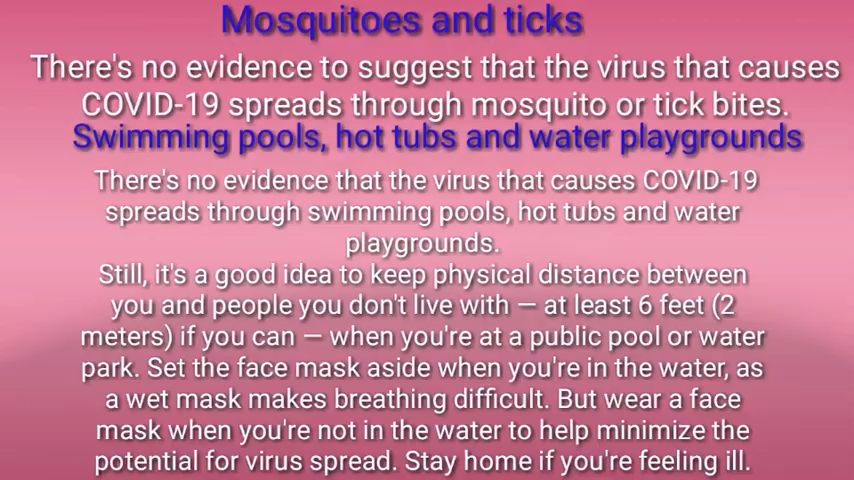 Mosquitoes and ticks
There's no evidence to suggest that the virus that causes
COVID-19 spreads through mosquito or tick bites.
Swimming pools, hot tubs and water playgrounds
There's no evidence that the virus that causes COVID-19
spreads through swimming pools, hot tubs and water
playgrounds.
Still, it's a good idea to keep physical distance between
you and people you don't live with — at least 6 feet (2
meters) if you can — when you're at a public pool or water
park. Set the face mask aside when you're in the water, as
a wet mask makes breathing difficult. But wear a face
mask when you're not in the water to help minimize the
potential for virus spread. Stay home if you're feeling ill.